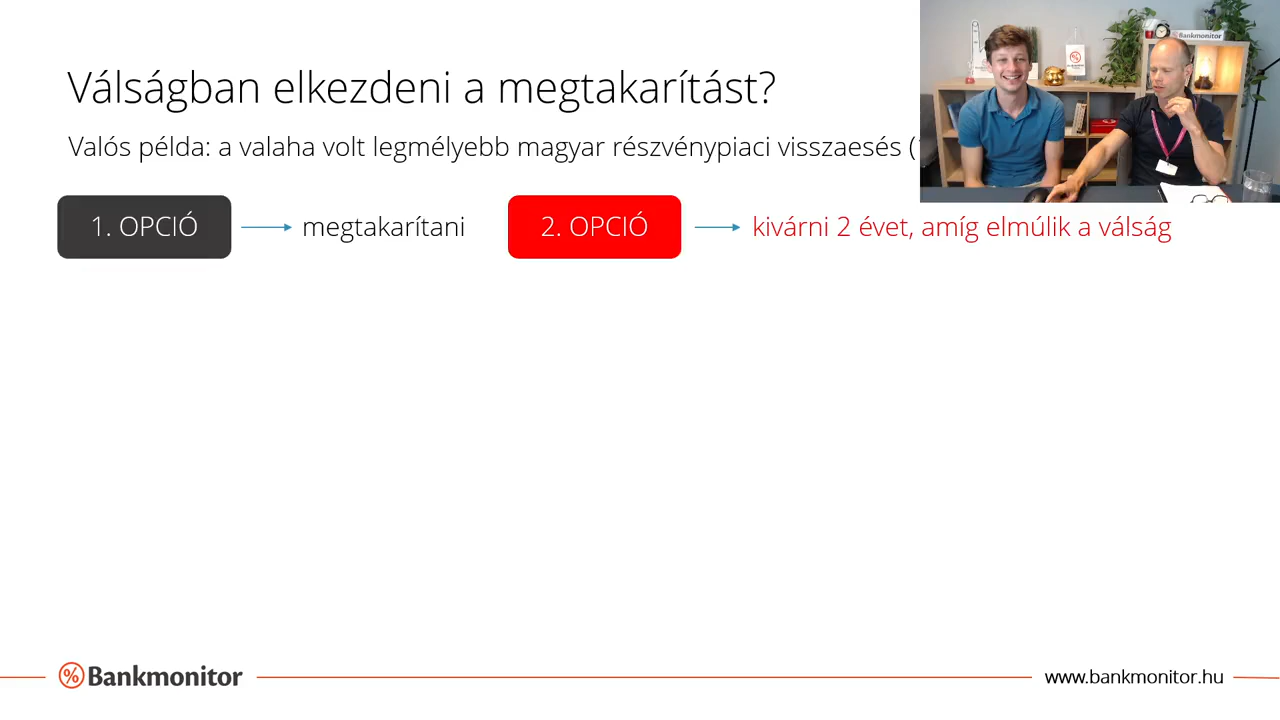 Válságban elkezdeni a megtakarítást?
Valós példa: a valaha volt legmélyebb magyar részvénypiaci visszaesés (
1. OPCIÓ
megtakarítani
2. OPCIÓ
kivárni 2 évet, amíg elmúlik a válság
Bankmonitor
% Bankmonitor
www.bankmonitor.hu